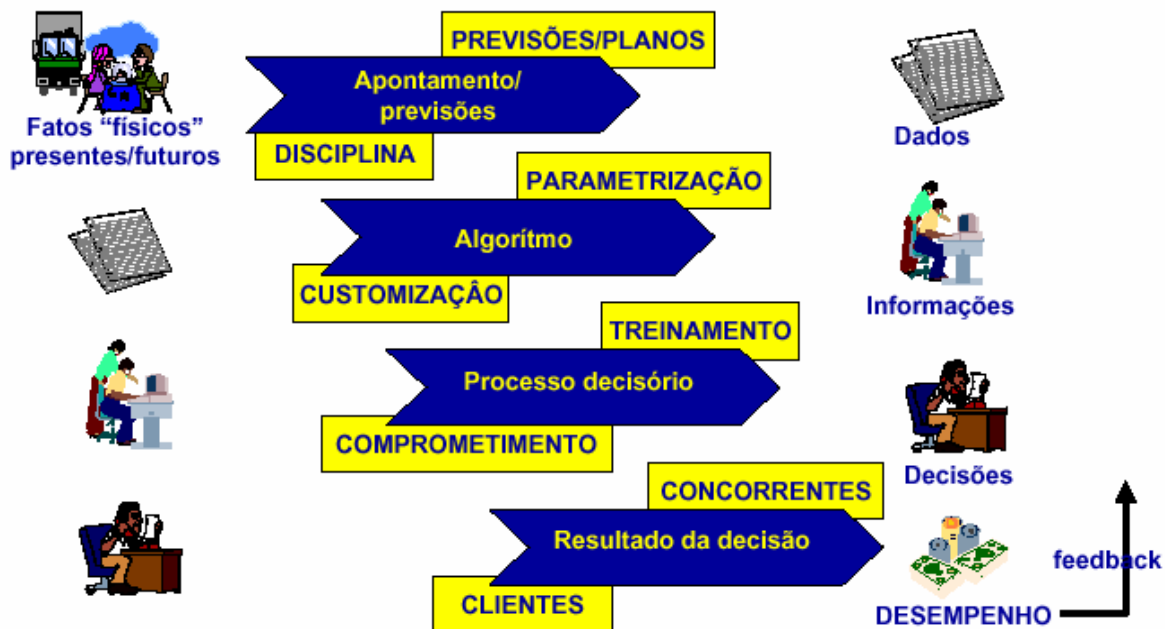 PREVISÕES/PLANOS
Apontamento/
previsões
Fatos “físicos”
presentes/futuros
DISCIPLINA
Dados
PARAMETRIZAÇÃO
Algorítmo
CUSTOMIZAÇÂO
Informações
TREINAMENTO
Processo decisório
COMPROMETIMENTO
Decisões
CONCORRENTES
Resultado da decisão
feedback
CLIENTES
DESEMPENHO